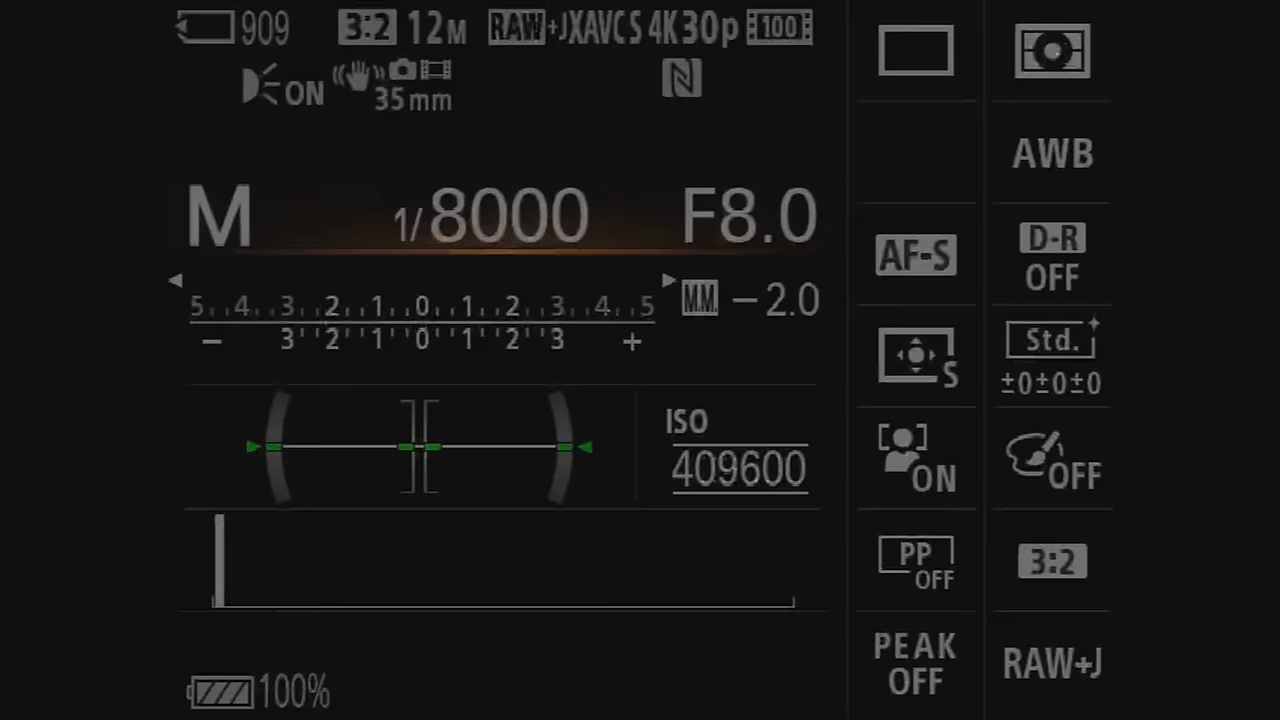 909 3:2 12M RAW+J XAVC S 4K 30p 100
ON 35mm N
M 1/8000 F8.0
5 4 3 2 1 0 1 2 3 4 5 M.M. −2.0
− 3 2 1 0 1 2 3 +
ISO
409600
100%
AWB
AF-S D-R
OFF
S Std.
±0±0±0
ON OFF
PP
OFF 3:2
PEAK
OFF RAW+J